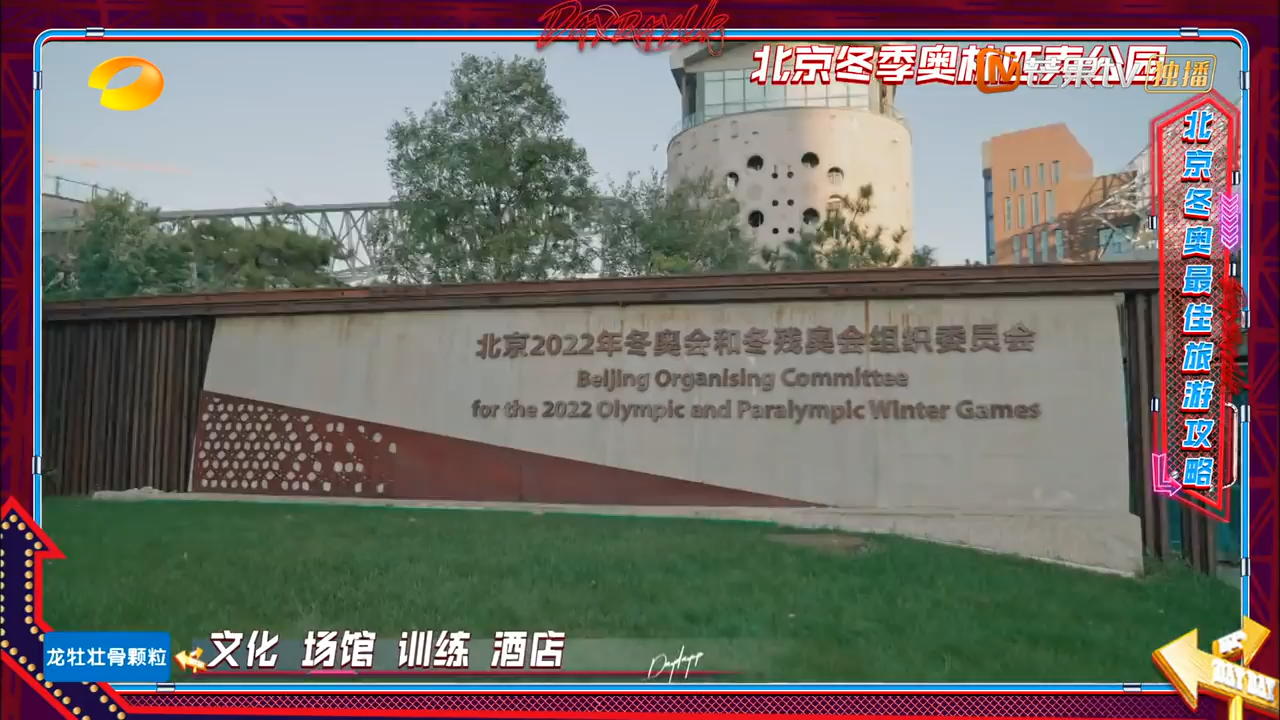 DAYDAYUP
北京冬季奥林匹克公园
芒果TV 独播
北京冬奥最佳旅游攻略
北京2022年冬奥会和冬残奥会组织委员会
Beijing Organising Committee
for the 2022 Olympic and Paralympic Winter Games
龙牡壮骨颗粒
文化 场馆 训练 酒店
DAY DAY